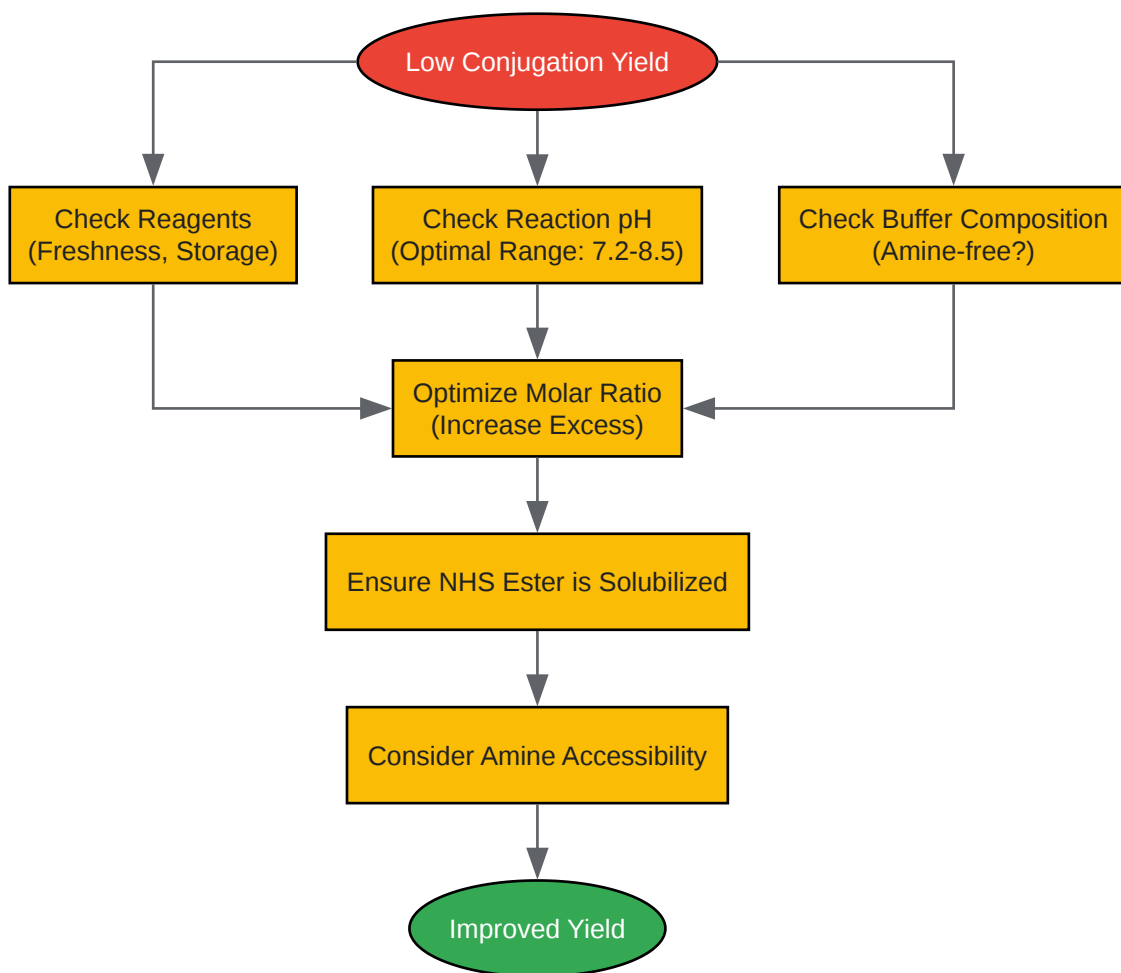 Low Conjugation Yield
Check Reagents
(Freshness, Storage)
Check Reaction pH
(Optimal Range: 7.2-8.5)
Check Buffer Composition
(Amine-free?)
Optimize Molar Ratio
(Increase Excess)
Ensure NHS Ester is Solubilized
Consider Amine Accessibility
Improved Yield